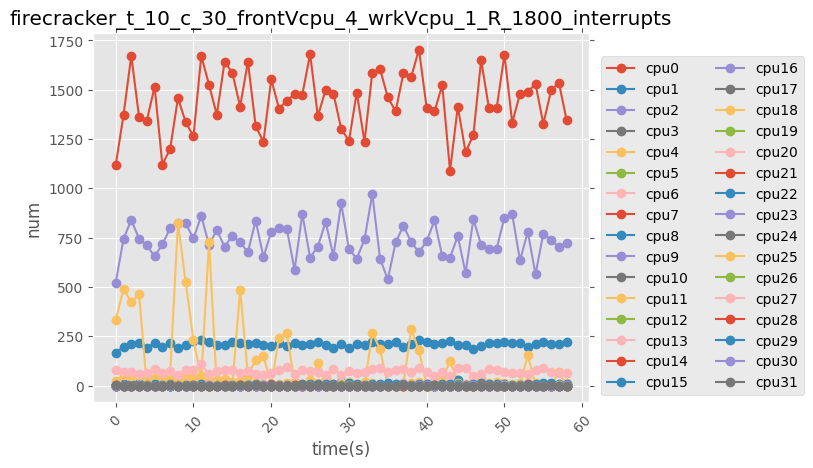 firecracker_t_10_c_30_frontVcpu_4_wrkVcpu_1_R_1800_interrupts
1750
1500
1250
1000
750
500
250
0
num
0
10
20
30
40
50
60
time(s)
cpu0
cpu1
cpu2
cpu3
cpu4
cpu5
cpu6
cpu7
cpu8
cpu9
cpu10
cpu11
cpu12
cpu13
cpu14
cpu15
cpu16
cpu17
cpu18
cpu19
cpu20
cpu21
cpu22
cpu23
cpu24
cpu25
cpu26
cpu27
cpu28
cpu29
cpu30
cpu31